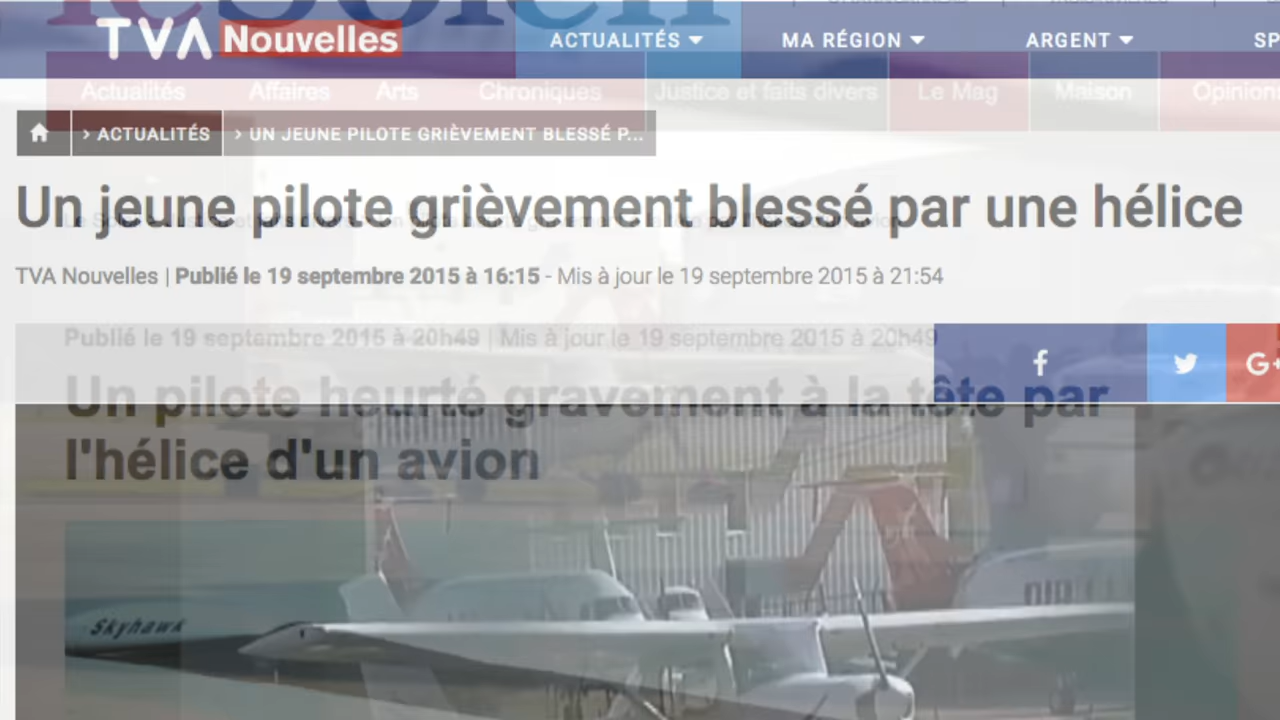 leSoleil
TVA Nouvelles ACTUALITÉS MA RÉGION ARGENT SP
Actualités Affaires Arts Chroniques Justice et faits divers Le Mag Maison Opinion
> ACTUALITÉS > UN JEUNE PILOTE GRIÈVEMENT BLESSÉ P...
Un jeune pilote grièvement blessé par une hélice
TVA Nouvelles | Publié le 19 septembre 2015 à 16:15 - Mis à jour le 19 septembre 2015 à 21:54
Publié le 19 septembre 2015 à 20h49 | Mis à jour le 19 septembre 2015 à 20h49
f G+
Un pilote heurté gravement à la tête par
l'hélice d'un avion
Skyhawk